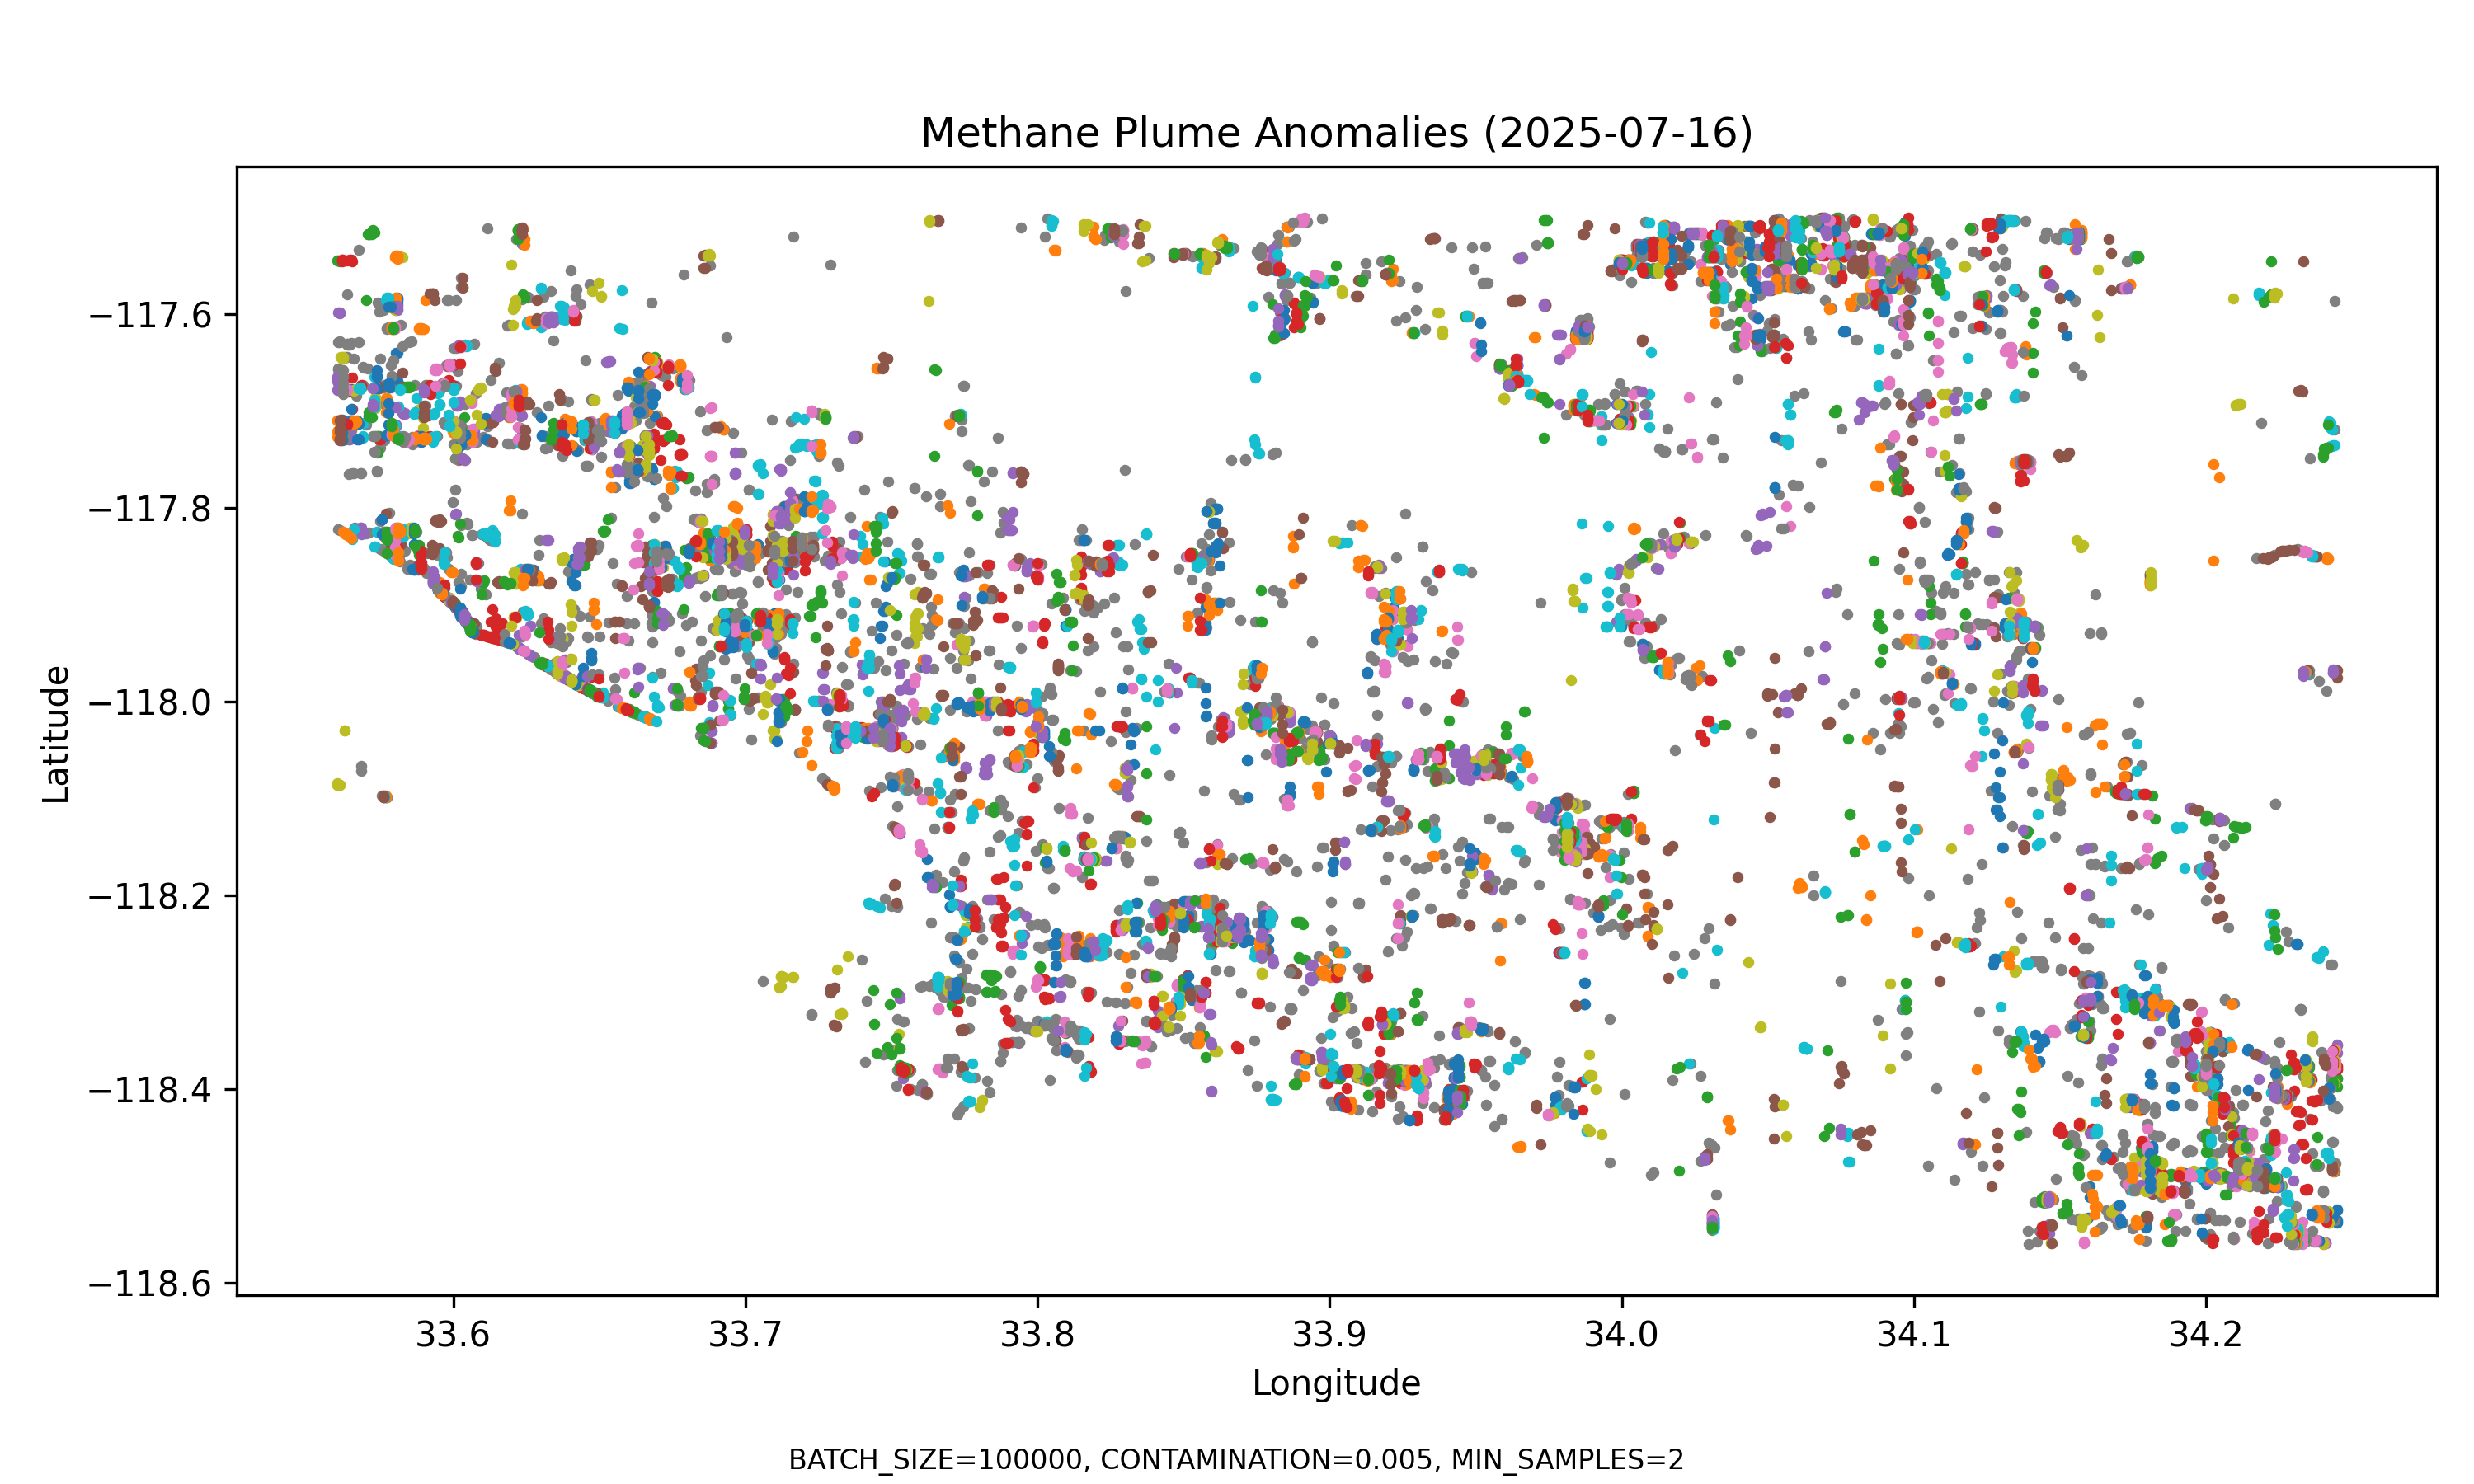 Methane Plume Anomalies (2025-07-16)
−117.6
−117.8
−118.0
−118.2
−118.4
−118.6
Latitude
33.6 33.7 33.8 33.9 34.0 34.1 34.2
Longitude
BATCH_SIZE=100000, CONTAMINATION=0.005, MIN_SAMPLES=2